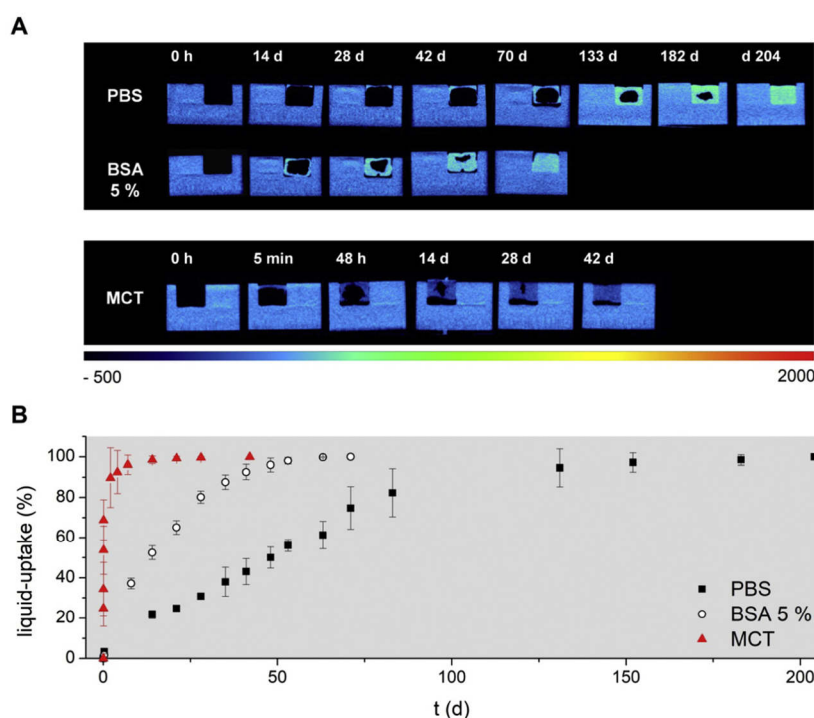 A
0 h 14 d 28 d 42 d 70 d 133 d 182 d d 204
PBS
BSA
5 %
0 h 5 min 48 h 14 d 28 d 42 d
MCT
- 500 2000
B
100
80
60
40
20
0
liquid-uptake (%)
PBS
BSA 5 %
MCT
0 50 100 150 200
t (d)